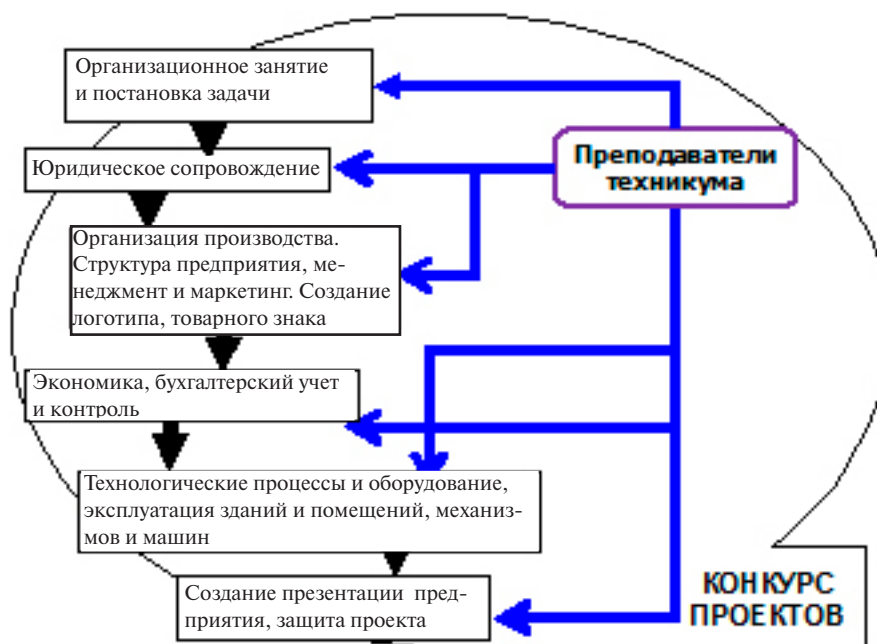 Организационное занятие
и постановка задачи
Юридическое сопровождение
Преподаватели
техникума
Организация производства.
Структура предприятия, ме-
неджмент и маркетинг. Создание
логотипа, товарного знака
Экономика, бухгалтерский учет
и контроль
Технологические процессы и оборудование,
эксплуатация зданий и помещений, механиз-
мов и машин
Создание презентации пред-
приятия, защита проекта
КОНКУРС
ПРОЕКТОВ